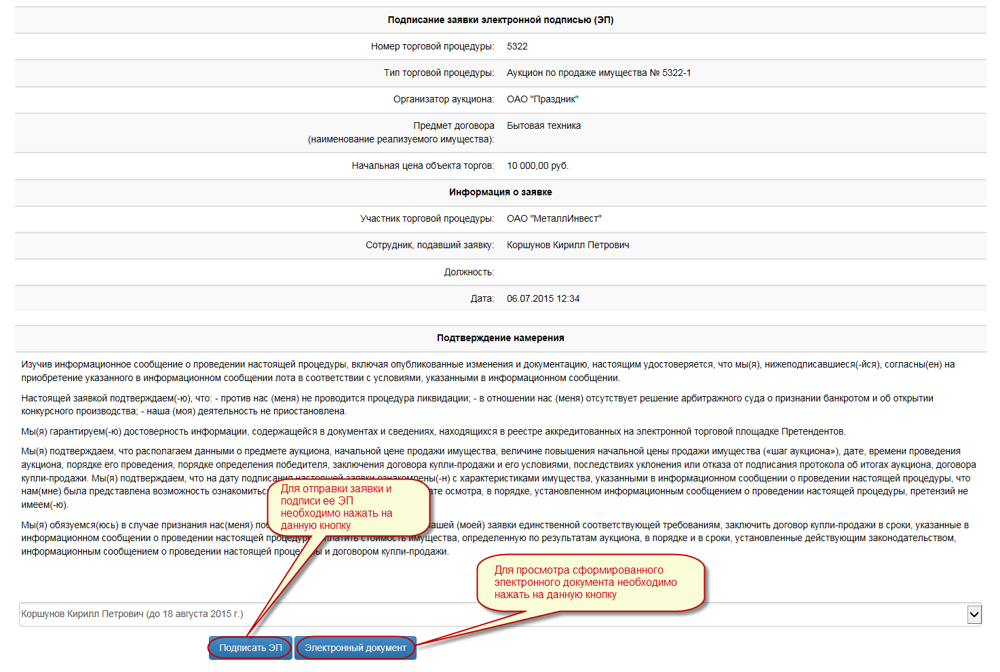 Подписание заявки электронной подписью (ЭП)
Номер торговой процедуры: 5322
Тип торговой процедуры: Аукцион по продаже имущества № 5322-1
Организатор аукциона: ОАО "Праздник"
Предмет договора Бытовая техника
(наименование реализуемого имущества):
Начальная цена объекта торгов: 10 000,00 руб.
Информация о заявке
Участник торговой процедуры: ОАО "МеталлИнвест"
Сотрудник, подавший заявку: Коршунов Кирилл Петрович
Должность:
Дата: 06.07.2015 12:34
Подтверждение намерения
Изучив информационное сообщение о проведении настоящей процедуры, включая опубликованные изменения и документацию, настоящим удостоверяется, что мы(я), нижеподписавшиеся(-йся), согласны(ен) на
приобретение указанного в информационном сообщении лота в соответствии с условиями, указанными в информационном сообщении.
Настоящей заявкой подтверждаем(-ю), что: - против нас (меня) не проводится процедура ликвидации; - в отношении нас (меня) отсутствует решение арбитражного суда о признании банкротом и об открытии
конкурсного производства; - наша (моя) деятельность не приостановлена.
Мы(я) гарантируем(-ю) достоверность информации, содержащейся в документах и сведениях, находящихся в реестре аккредитованных на электронной торговой площадке Претендентов.
Мы(я) подтверждаем, что располагаем данными о предмете аукциона, начальной цене продажи имущества, величине повышения начальной цены продажи имущества («шаг аукциона»), дате, времени проведения
аукциона, порядке его проведения, порядке определения победителя, заключения договора купли-продажи и его условиями, последствиях уклонения или отказа от подписания протокола об итогах аукциона, договора
купли-продажи. Мы(я) подтверждаем, что на дату подписания настоящей заявки ознакомлены(-н) с характеристиками имущества, указанными в информационном сообщении о проведении настоящей процедуры, что
нам(мне) была представлена возможность ознакомиться осмотра, в порядке, установленном информационным сообщением о проведении настоящей процедуры, претензий не
имеем(-ю).
Мы(я) обязуемся(юсь) в случае признания нас(меня) (моей) заявки единственной соответствующей требованиям, заключить договор купли-продажи в сроки, указанные в
информационном сообщении о проведении настоящей процедуры стоимость имущества, определенную по результатам аукциона, в порядке и в сроки, установленные действующим законодательством,
информационным сообщением о проведении настоящей процедуры и договором купли-продажи.
Для отправки заявки и
подписи ее ЭП
необходимо нажать на
данную кнопку
Для просмотра сформированного
электронного документа необходимо
нажать на данную кнопку
Коршунов Кирилл Петрович (до 18 августа 2015 г.)
Подписать ЭП Электронный документ